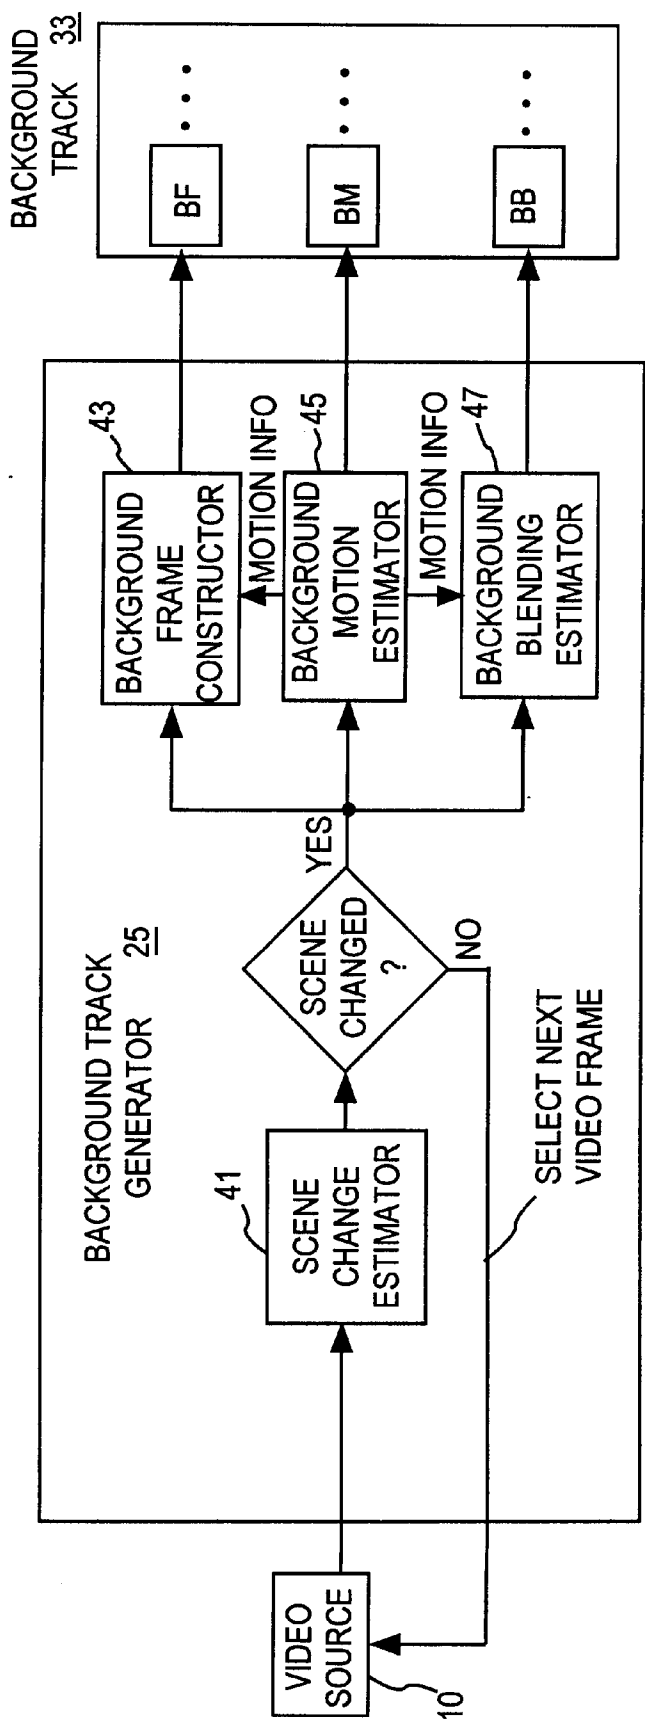 BACKGROUND TRACK
GENERATOR 25
VIDEO
SOURCE
10
41
SCENE
CHANGE
ESTIMATOR
SCENE
CHANGED
?
YES
NO
SELECT NEXT
VIDEO FRAME
43
BACKGROUND
FRAME
CONSTRUCTOR
MOTION INFO
45
BACKGROUND
MOTION
ESTIMATOR
MOTION INFO
47
BACKGROUND
BLENDING
ESTIMATOR
BACKGROUND
TRACK 33
BF
BM
BB